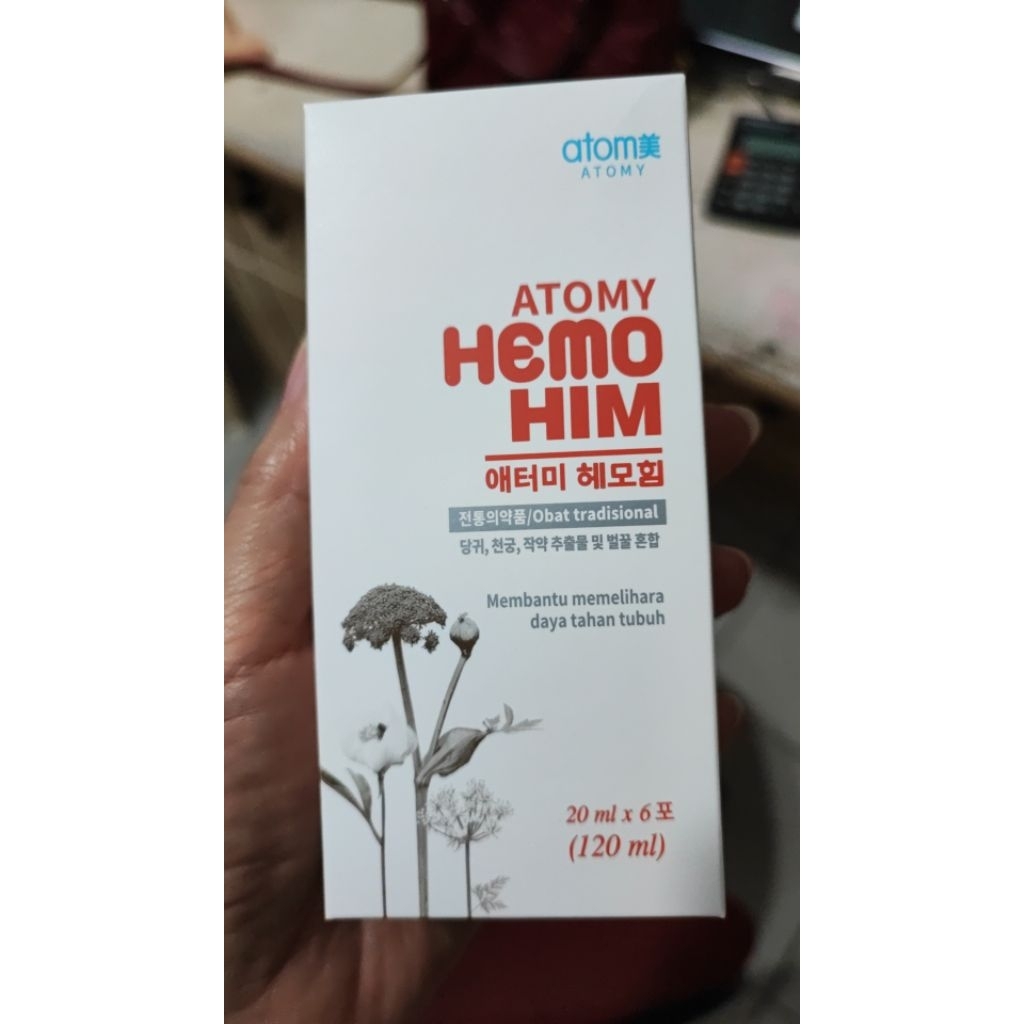 atom美
ATOMY
ATOMY
HEMO
HIM
애터미 헤모힘
전통의약품/Obat tradisional
당귀, 천궁, 작약 추출물 및 벌꿀 혼합
Membantu memelihara
daya tahan tubuh
20 ml x 6포
(120 ml)